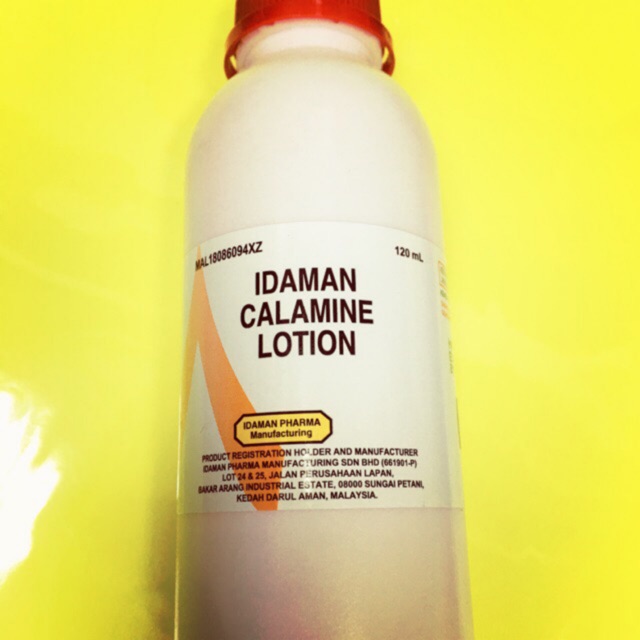 MAL18086094XZ
120 mL
IDAMAN
CALAMINE
LOTION
IDAMAN PHARMA
Manufacturing
PRODUCT REGISTRATION HOLDER AND MANUFACTURER
IDAMAN PHARMA MANUFACTURING SDN BHD (661901-P)
LOT 24 & 25, JALAN PERUSAHAAN LAPAN,
BAKAR ARANG INDUSTRIAL ESTATE, 08000 SUNGAI PETANI,
KEDAH DARUL AMAN, MALAYSIA.